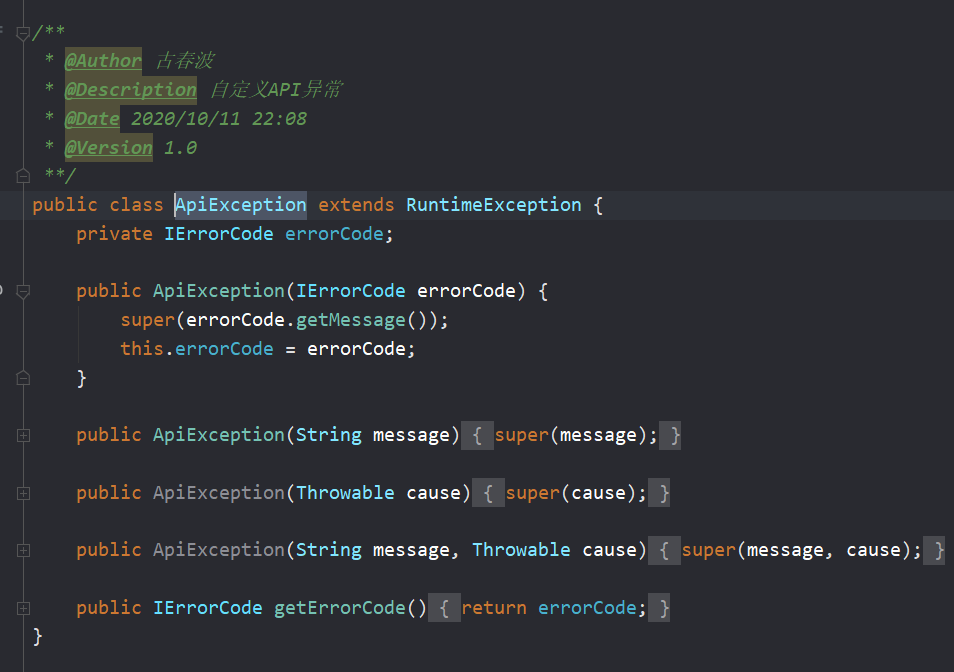 /**
 * @Author 古春波
 * @Description 自定义API异常
 * @Date 2020/10/11 22:08
 * @Version 1.0
 **/
public class ApiException extends RuntimeException {
    private IErrorCode errorCode;
    public ApiException(IErrorCode errorCode) {
        super(errorCode.getMessage());
        this.errorCode = errorCode;
    }
    public ApiException(String message) { super(message); }
    public ApiException(Throwable cause) { super(cause); }
    public ApiException(String message, Throwable cause) { super(message, cause); }
    public IErrorCode getErrorCode() { return errorCode; }
}